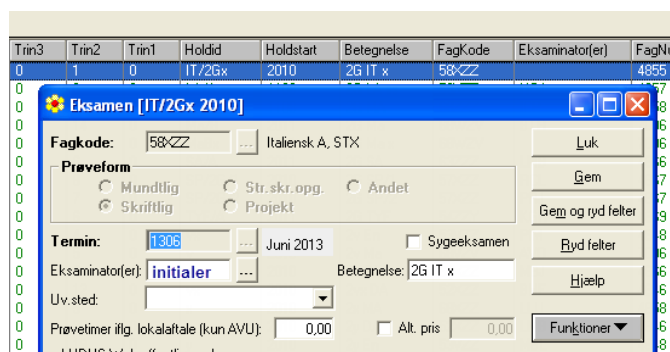 Trin3 Trin2 Trin1 Holdid Holdstart Betegnelse FagKode Eksaminator(er)
0 1 0 IT/2Gx 2010 2G IT x 58XZZ 4855
Eksamen [IT/2Gx 2010]
Fagkode: 58XZZ ... Italiensk A, STX
Luk
Prøveform
Mundtlig Str.skr.opg. Andet
Gem
Skriftlig Projekt
Gem og ryd felter
Termin: 1306 ... Juni 2013 Sygeeksamen
Ryd felter
Eksaminator(er): initialer ... Betegnelse: 2G IT x
Hjælp
Uv.sted:
Prøvetimer iflg. lokalaftale (kun AVU): 0,00 Alt. pris 0,00
Funktioner